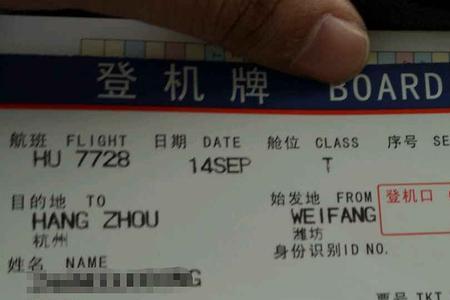 登机牌 BOARD
航班 FLIGHT 日期 DATE 舱位 CLASS 序号 SE
HU 7728 14SEP T
目的地 TO 始发地 FROM 登机口
HANG ZHOU WEIFANG
杭州 潍坊
身份识别ID NO.
姓名 NAME
票号 TKT